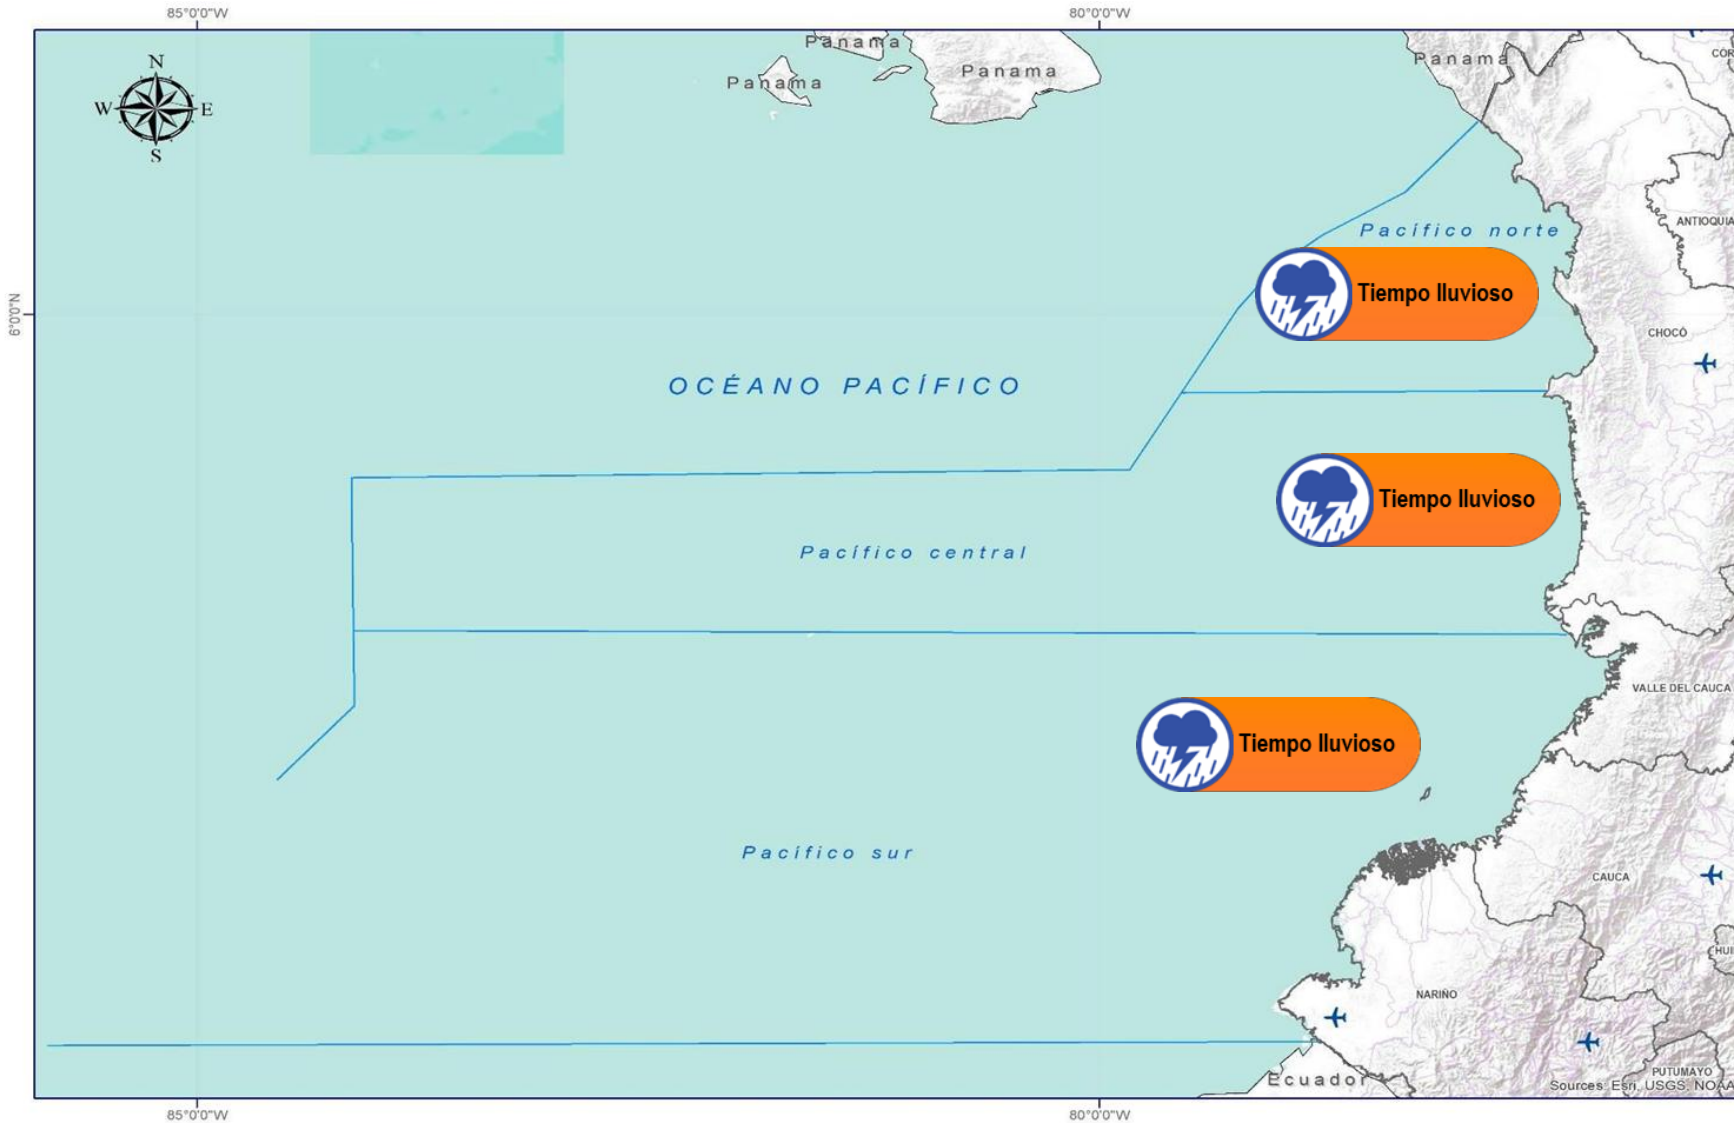 85°0'0"W 80°0'0"W
N
W E
S
Panama
Panama
Panama
Panama
ANTIOQUIA
Pacífico norte
Tiempo lluvioso
6°0'0"N
CHOCÓ
OCÉANO PACÍFICO
Tiempo lluvioso
Pacífico central
VALLE DEL CAUCA
Tiempo lluvioso
Pacífico sur
CAUCA
NARIÑO
PUTUMAYO
Ecuador
Sources: Esri, USGS, NOAA
85°0'0"W 80°0'0"W